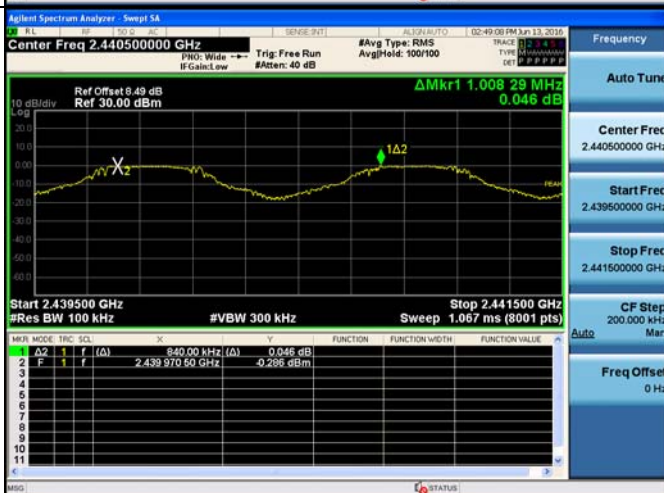 Agilent Spectrum Analyzer - Swept SA
RL RF 50 Ω AC SENSE:INT ALIGN AUTO 02:49:08 PM Jun 13, 2016
Center Freq 2.440500000 GHz
PNO: Wide
IFGain:Low
Trig: Free Run
#Atten: 40 dB
#Avg Type: RMS
Avg|Hold: 100/100
TRACE 1 2 3 4 5
TYPE M
DET P P P P P P
Ref Offset 8.49 dB
Ref 30.00 dBm
10 dB/div
Log
ΔMkr1 1.008 29 MHz
0.046 dB
20.0
10.0
0.00
-10.0
-20.0
-30.0
-40.0
-50.0
-60.0
X2
1Δ2
PEAK
Start 2.439500 GHz
Stop 2.441500 GHz
#Res BW 100 kHz
#VBW 300 kHz
Sweep 1.067 ms (8001 pts)
MKR MODE TRC SCL X Y FUNCTION FUNCTION WIDTH FUNCTION VALUE
1 Δ2 1 f (Δ) 840.00 kHz (Δ) 0.046 dB
2 F 1 f 2.439 970 50 GHz -0.286 dBm
3
4
5
6
7
8
9
10
11
MSG
STATUS
Frequency
Auto Tune
Center Freq
2.440500000 GHz
Start Freq
2.439500000 GHz
Stop Freq
2.441500000 GHz
CF Step
200.000 kHz
Auto Man
Freq Offset
0 Hz